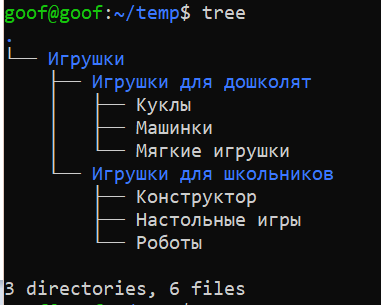 goof@goof:~/temp$ tree
.
└── Игрушки
    ├── Игрушки для дошколят
    │   ├── Куклы
    │   ├── Машинки
    │   └── Мягкие игрушки
    └── Игрушки для школьников
        ├── Конструктор
        ├── Настольные игры
        └── Роботы

3 directories, 6 files